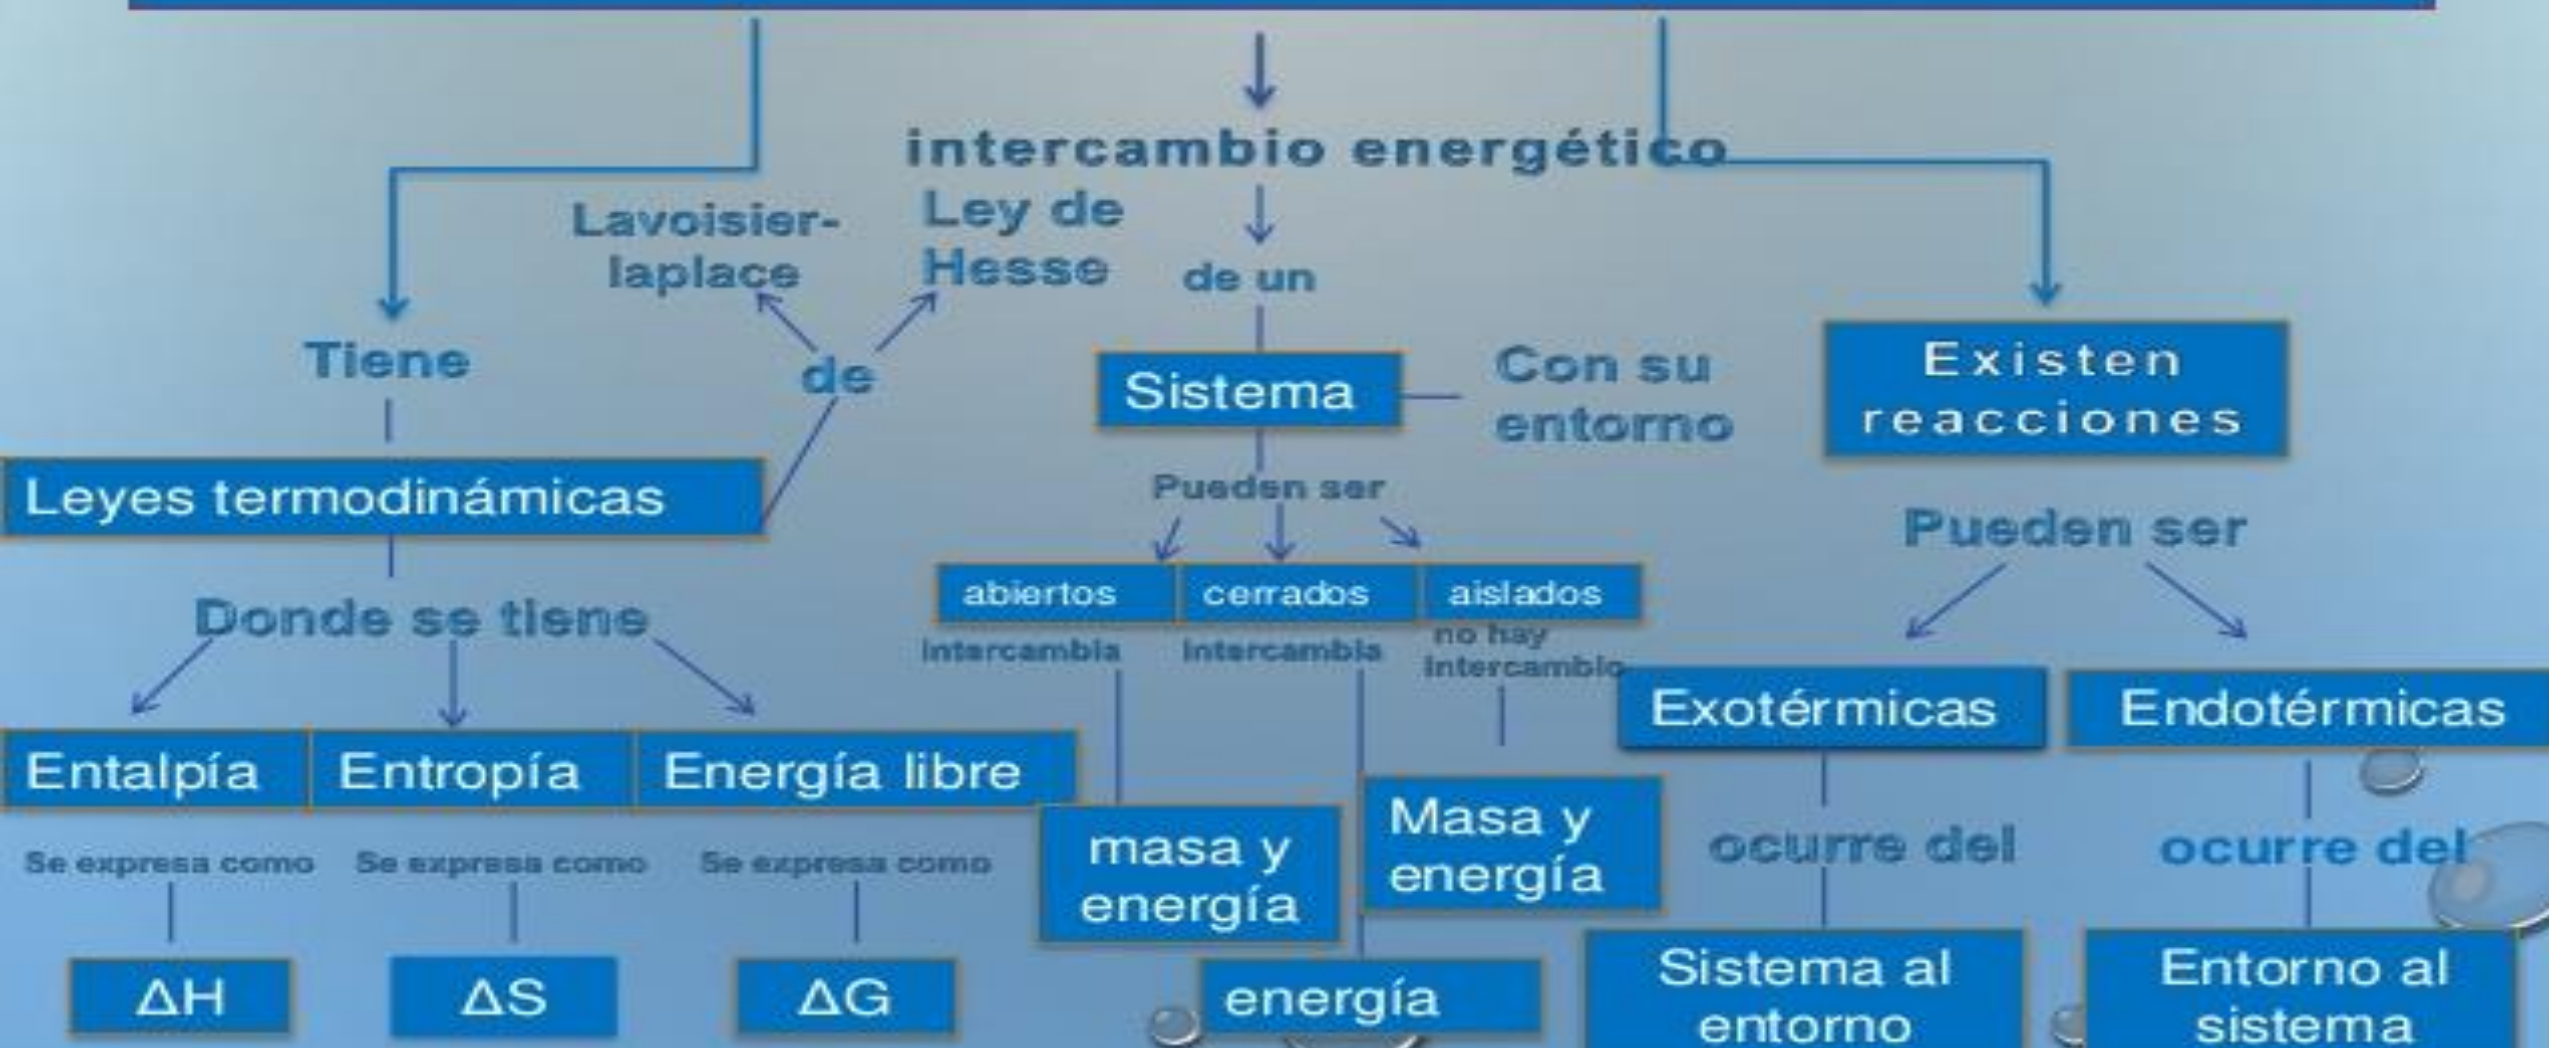 intercambio energético
Lavoisier-
laplace
Ley de
Hesse
de un
Tiene
de
Sistema
Con su
entorno
Existen
reacciones
Leyes termodinámicas
Pueden ser
Pueden ser
Donde se tiene
abiertos
cerrados
aislados
intercambia
intercambia
no hay
intercambio
Exotérmicas
Endotérmicas
Entalpía
Entropía
Energía libre
masa y
energía
Masa y
energía
ocurre del
ocurre del
Se expresa como
Se expresa como
Se expresa como
ΔH
ΔS
ΔG
energía
Sistema al
entorno
Entorno al
sistema